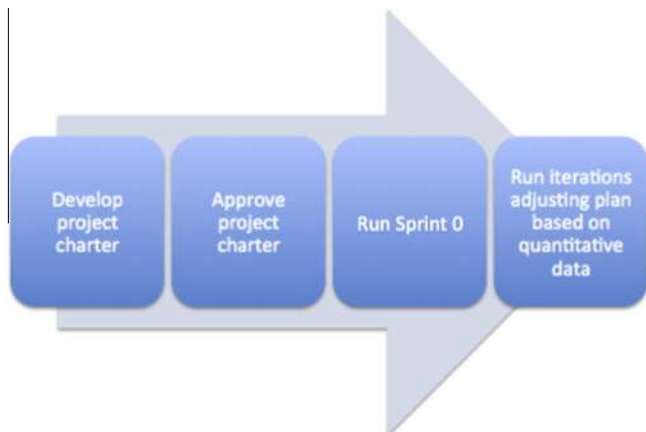 Develop
project
charter
Approve
project
charter
Run Sprint 0
Run iterations
adjusting plan
based on
quantitative
data